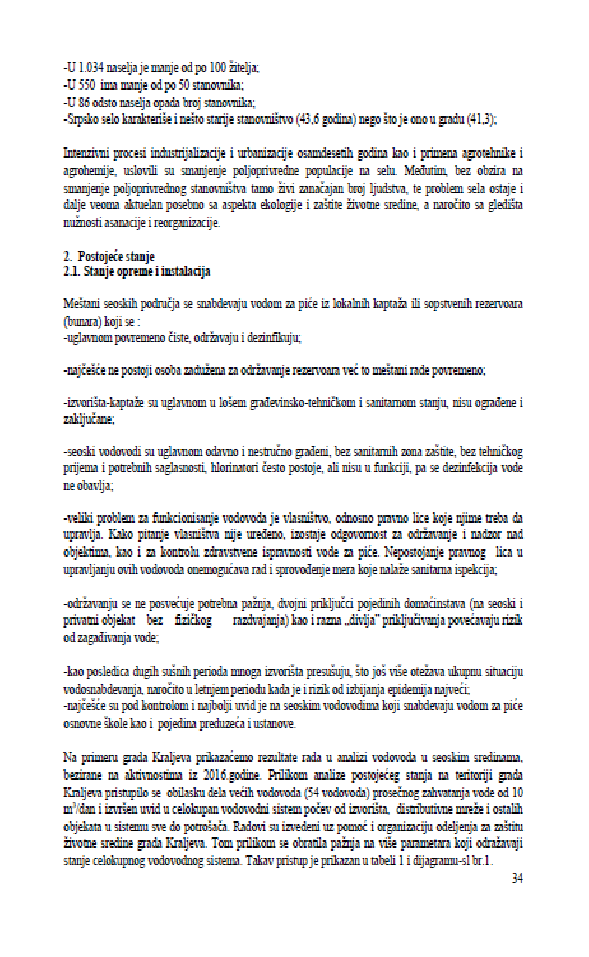 -U 1.034 naselja je manje od po 100 žitelja;
-U 550  ima manje od po 50 stanovnika;
-U 86 odsto naselja opada broj stanovnika;
-Srpsko selo karakteriše i nešto starije stanovništvo (43,6 godina) nego što je ono u gradu (41,3);
Intenzivni procesi industrijalizacije i urbanizacije osamdesetih godina kao i primena agrotehnike i
agrohemije, uslovili su smanjenje poljoprivredne populacije na selu. Međutim, bez obzira na
smanjenje poljoprivrednog stanovništva tamo živi zanačajan broj ljudstva, te problem sela ostaje i
dalje veoma aktuelan posebno sa aspekta ekologije i zaštite životne sredine, a naročito sa gledišta
nužnosti asanacije i reorganizacije.
2.  Postojeće stanje
2.1. Stanje opreme i instalacija
Meštani seoskih područja se snabdevaju vodom za piće iz lokalnih kaptaža ili sopstvenih rezervoara
(bunara) koji se :
-uglavnom povremeno čiste, održavaju i dezinfikuju;
-najčešće ne postoji osoba zadužena za održavanje rezervoara već to meštani rade povremeno;
-izvorišta-kaptaže su uglavnom u lošem građevinsko-tehničkom i sanitarnom stanju, nisu ograđene i
zaključane;
-seoski vodovodi su uglavnom odavno i nestručno građeni, bez sanitarnih zona zaštite, bez tehničkog
prijema i potrebnih saglasnosti, hlorinatori često postoje, ali nisu u funkciji, pa se dezinfekcija vode
ne obavlja;
-veliki problem za funkcionisanje vodovoda je vlasništvo, odnosno pravno lice koje njime treba da
upravlja. Kako pitanje vlasništva nije uređeno, izostaje odgovornost za održavanje i nadzor nad
objektima, kao i za kontrolu zdravstvene ispravnosti vode za piće. Nepostojanje pravnog  lica u
upravljanju ovih vodovoda onemogućava rad i sprovođenje mera koje nalaže sanitarna ispekcija;
-održavanju se ne posvećuje potrebna pažnja, dvojni priključci pojedinih domaćinstava (na seoski i
privatni objekat  bez  fizičkog    razdvajanja) kao i razna „divlja” priključivanja povećavaju rizik
od zagađivanja vode;
-kao posledica dugih sušnih perioda mnoga izvorišta presušuju, što još više otežava ukupnu situaciju
vodosnabdevanja, naročito u letnjem periodu kada je i rizik od izbijanja epidemija najveći;
-najčešće su pod kontrolom i najbolji uvid je na seoskim vodovodima koji snabdevaju vodom za piće
osnovne škole kao i  pojedina preduzeća i ustanove.
Na primeru grada Kraljeva prikazaćemo rezultate rada u analizi vodovoda u seoskim sredinama,
bezirane na aktivnostima iz 2016.godine. Prilikom analize postojećeg stanja na teritoriji grada
Kraljeva pristupilo se  obilasku dela većih vodovoda (54 vodovoda) prosečnog zahvatanja vode od 10
m³/dan i izvršen uvid u celokupan vodovodni sistem počev od izvorišta,  distributivne mreže i ostalih
objekata u sistemu sve do potrošača. Radovi su izvedeni uz pomoć i organizaciju odeljenja za zaštitu
životne sredine grada Kraljeva. Tom prilikom se obratila pažnja na više parametara koji odražavaji
stanje celokupnog vodovodnog sistema. Takav pristup je prikazan u tabeli 1 i dijagramu-sl br.1.
34